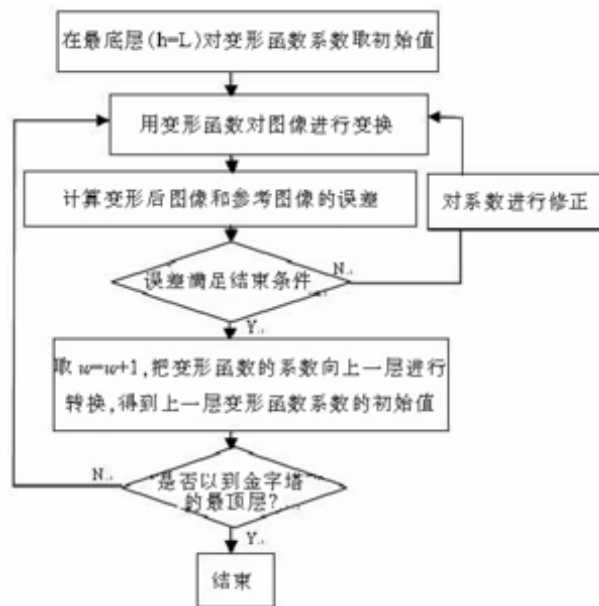 在最底层(h=L)对变形函数系数取初始值
用变形函数对图像进行变换
计算变形后图像和参考图像的误差
对系数进行修正
误差满足结束条件
N
Y
取 w=w+1,把变形函数的系数向上一层进行
转换,得到上一层变形函数系数的初始值
N
是否以到金字塔
的最顶层?
Y
结束